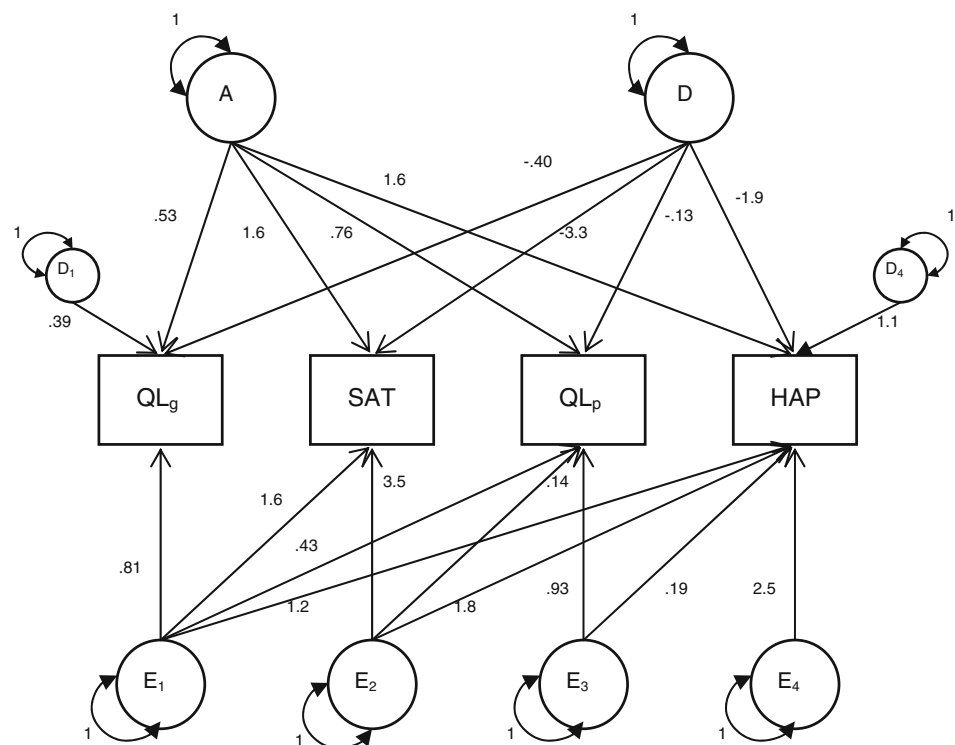 1
1
A
D
-.40
1.6
.53
1.6
.76
-3.3
-.13
-1.9
1
1
D₁
D₄
.39
1.1
QLg
SAT
QLp
HAP
3.5
.14
1.6
.43
.81
1.2
1.8
.93
.19
2.5
E₁
E₂
E₃
E₄
1
1
1
1